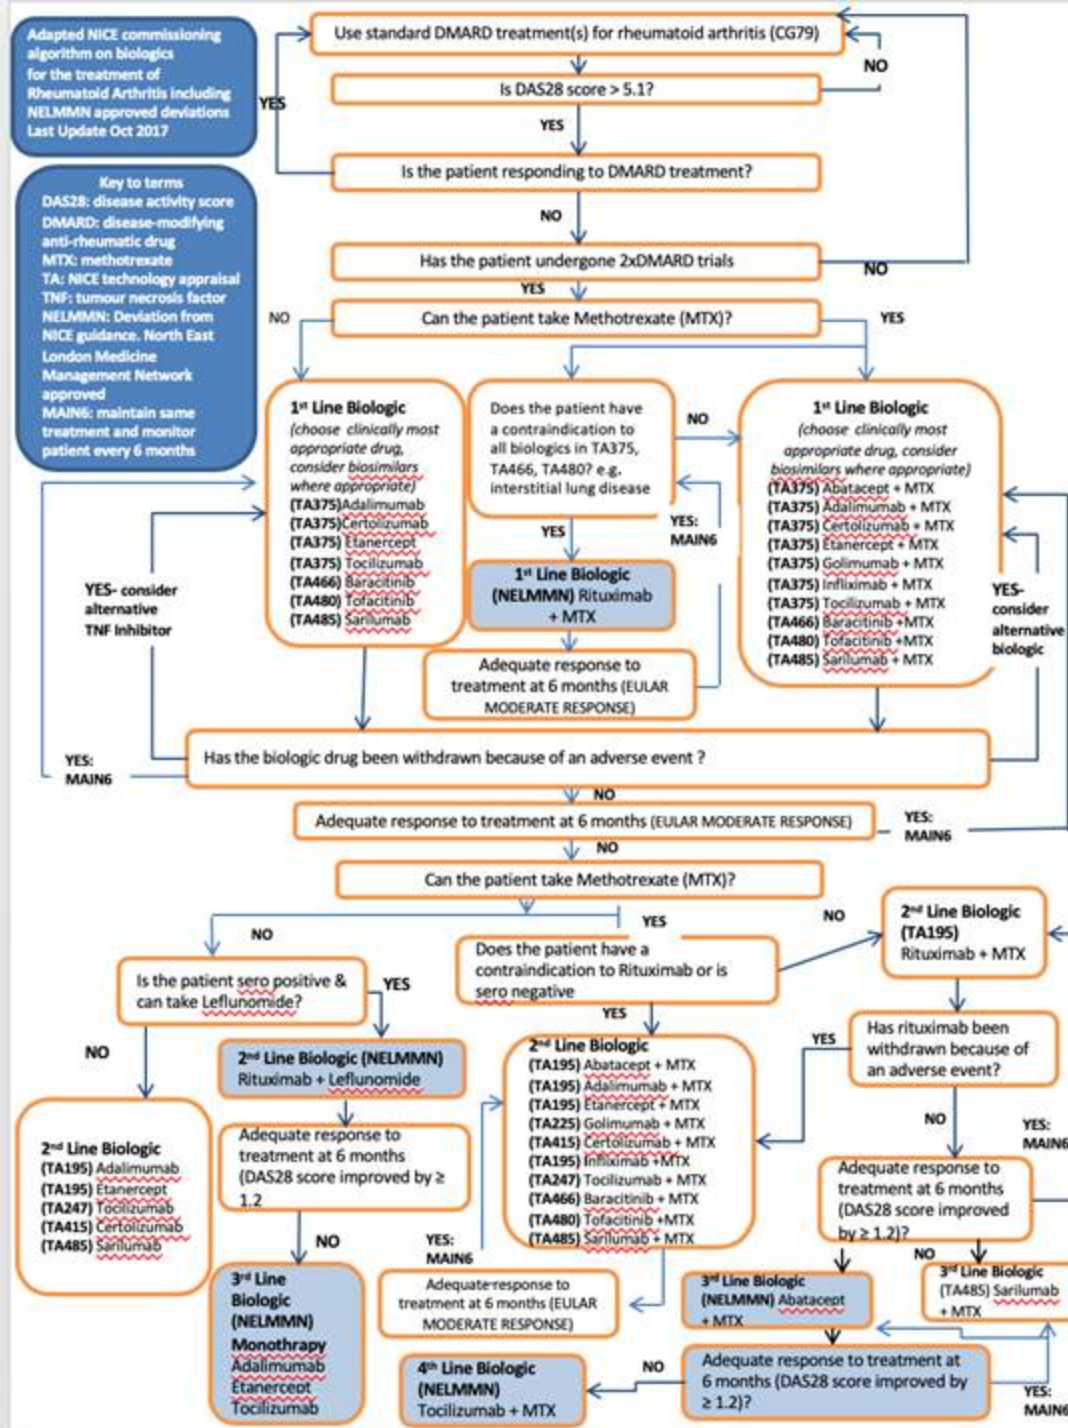 Adapted NICE commissioning
algorithm on biologics
for the treatment of
Rheumatoid Arthritis including
NELMMN approved deviations
Last Update Oct 2017
Key to terms
DAS28: disease activity score
DMARD: disease-modifying
anti-rheumatic drug
MTX: methotrexate
TA: NICE technology appraisal
TNF: tumour necrosis factor
NELMMN: Deviation from
NICE guidance. North East
London Medicine
Management Network
approved
MAIN6: maintain same
treatment and monitor
patient every 6 months
Use standard DMARD treatment(s) for rheumatoid arthritis (CG79)
NO
Is DAS28 score > 5.1?
YES
YES
Is the patient responding to DMARD treatment?
NO
Has the patient undergone 2xDMARD trials
NO
YES
Can the patient take Methotrexate (MTX)?
NO
YES
1st Line Biologic
(choose clinically most
appropriate drug,
consider biosimilars
where appropriate)
(TA375)Adalimumab
(TA375)Certolizumab
(TA375) Etanercept
(TA375) Tocilizumab
(TA466) Baracitinib
(TA480) Tofacitinib
(TA485) Sarilumab
Does the patient have
a contraindication to
all biologics in TA375,
TA466, TA480? e.g.
interstitial lung disease
NO
YES
YES:
MAIN6
1st Line Biologic
(NELMMN) Rituximab
+ MTX
Adequate response to
treatment at 6 months (EULAR
MODERATE RESPONSE)
1st Line Biologic
(choose clinically most
appropriate drug, consider
biosimilars where appropriate)
(TA375) Abatacept + MTX
(TA375) Adalimumab + MTX
(TA375) Certolizumab + MTX
(TA375) Etanercept + MTX
(TA375) Golimumab + MTX
(TA375) Infliximab + MTX
(TA375) Tocilizumab + MTX
(TA466) Baracitinib +MTX
(TA480) Tofacitinib + MTX
(TA485) Sarilumab + MTX
YES- consider
alternative
TNF Inhibitor
YES-
consider
alternative
biologic
Has the biologic drug been withdrawn because of an adverse event ?
YES:
MAIN6
NO
Adequate response to treatment at 6 months (EULAR MODERATE RESPONSE)
YES:
MAIN6
NO
Can the patient take Methotrexate (MTX)?
NO
YES
Is the patient sero positive &
can take Leflunomide?
YES
NO
Does the patient have a
contraindication to Rituximab or is
sero negative
NO
YES
2nd Line Biologic
(TA195)
Rituximab + MTX
Has rituximab been
withdrawn because of
an adverse event?
YES
NO
2nd Line Biologic (NELMMN)
Rituximab + Leflunomide
Adequate response to
treatment at 6 months
(DAS28 score improved by ≥
1.2
NO
2nd Line Biologic
(TA195) Adalimumab
(TA195) Etanercept
(TA247) Tocilizumab
(TA415) Certolizumab
(TA485) Sarilumab
3rd Line
Biologic
(NELMMN)
Monothrapy
Adalimumab
Etanercept
Tocilizumab
2nd Line Biologic
(TA195) Abatacept + MTX
(TA195) Adalimumab + MTX
(TA195) Etanercept + MTX
(TA225) Golimumab + MTX
(TA415) Certolizumab + MTX
(TA195) Infliximab +MTX
(TA247) Tocilizumab + MTX
(TA466) Baracitinib + MTX
(TA480) Tofacitinib +MTX
(TA485) Sarilumab + MTX
YES:
MAIN6
Adequate response to
treatment at 6 months (EULAR
MODERATE RESPONSE)
YES:
MAIN6
Adequate response to
treatment at 6 months
(DAS28 score improved
by ≥ 1.2)?
NO
3rd Line Biologic
(NELMMN) Abatacept
+ MTX
3rd Line Biologic
(TA485) Sarilumab
+ MTX
Adequate response to treatment at
6 months (DAS28 score improved by
≥ 1.2)?
YES:
MAIN6
NO
4th Line Biologic
(NELMMN)
Tocilizumab + MTX